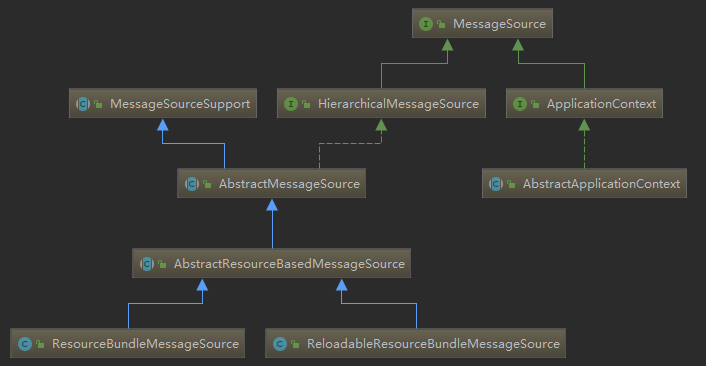 MessageSource
MessageSourceSupport
HierarchicalMessageSource
ApplicationContext
AbstractMessageSource
AbstractApplicationContext
AbstractResourceBasedMessageSource
ResourceBundleMessageSource
ReloadableResourceBundleMessageSource